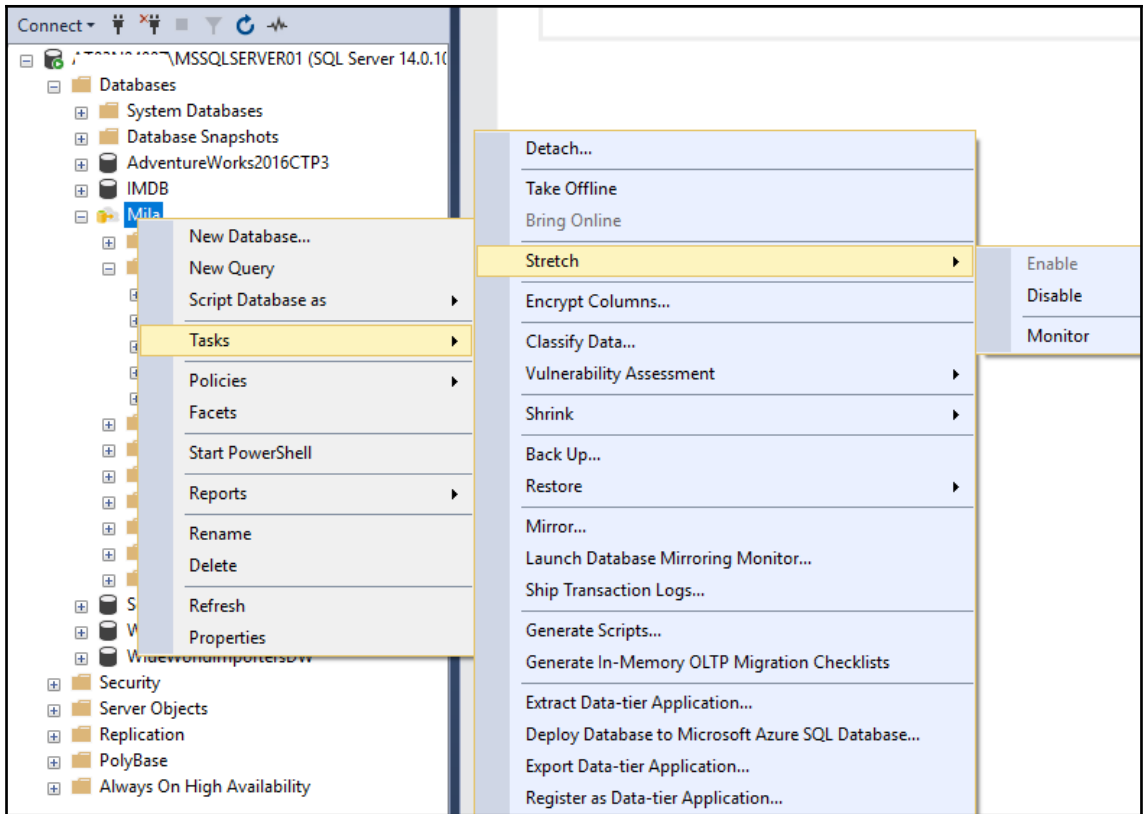 Connect
\MSSQLSERVER01 (SQL Server 14.0.10
Databases
System Databases
Database Snapshots
AdventureWorks2016CTP3
IMDB
Mila
WideWorldImportersDW
Security
Server Objects
Replication
PolyBase
Always On High Availability
New Database...
New Query
Script Database as
Tasks
Policies
Facets
Start PowerShell
Reports
Rename
Delete
Refresh
Properties
Detach...
Take Offline
Bring Online
Stretch
Encrypt Columns...
Classify Data...
Vulnerability Assessment
Shrink
Back Up...
Restore
Mirror...
Launch Database Mirroring Monitor...
Ship Transaction Logs...
Generate Scripts...
Generate In-Memory OLTP Migration Checklists
Extract Data-tier Application...
Deploy Database to Microsoft Azure SQL Database...
Export Data-tier Application...
Register as Data-tier Application...
Enable
Disable
Monitor